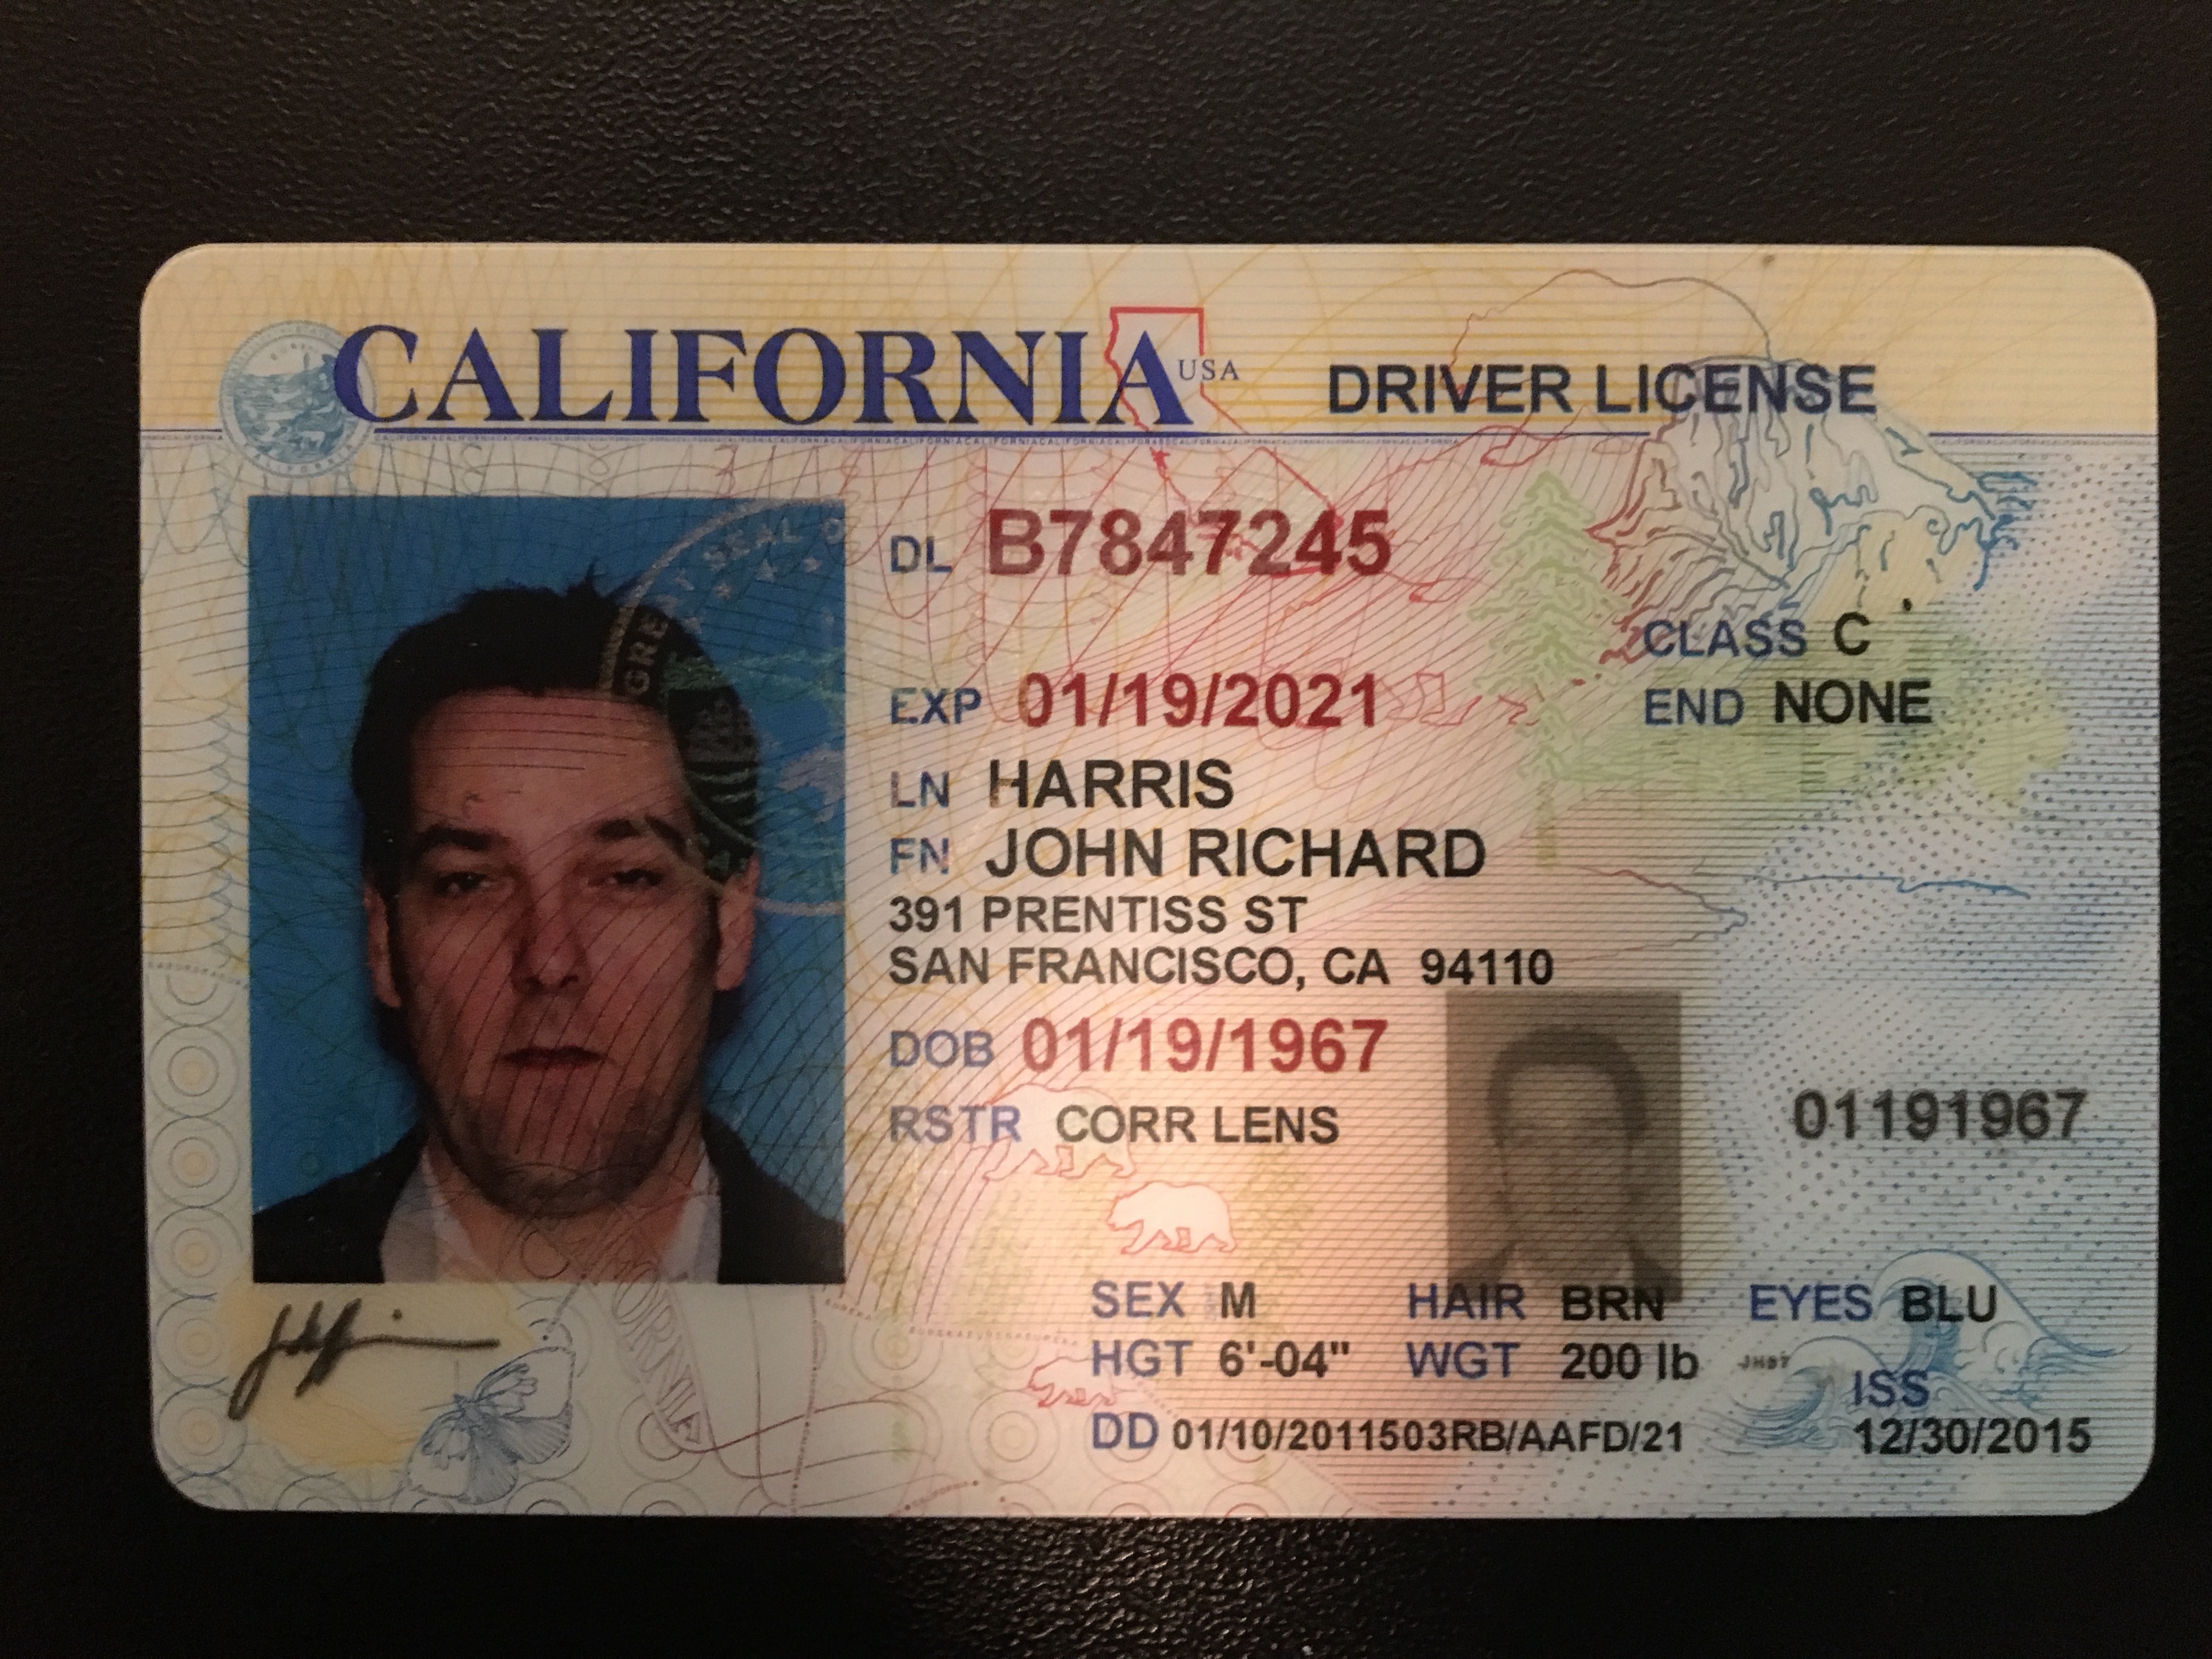 CALIFORNIA USA DRIVER LICENSE
DL B7847245
CLASS C
EXP 01/19/2021
END NONE
LN HARRIS
FN JOHN RICHARD
391 PRENTISS ST
SAN FRANCISCO, CA 94110
DOB 01/19/1967
RSTR CORR LENS
01191967
SEX M HAIR BRN EYES BLU
HGT 6'-04" WGT 200 lb
ISS
DD 01/10/2011503RB/AAFD/21 12/30/2015